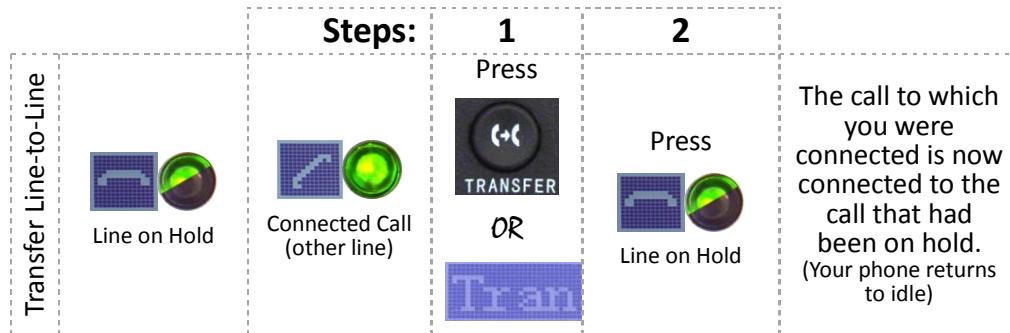 Steps:
1
2
Transfer Line-to-Line
Line on Hold
Connected Call
(other line)
Press
TRANSFER
OR
Tran
Press
Line on Hold
The call to which
you were
connected is now
connected to the
call that had
been on hold.
(Your phone returns
to idle)